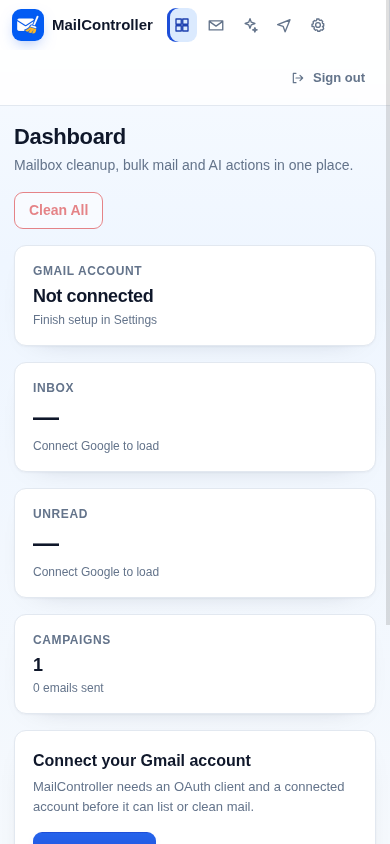 MailController
Sign out
Dashboard
Mailbox cleanup, bulk mail and AI actions in one place.
Clean All
GMAIL ACCOUNT
Not connected
Finish setup in Settings
INBOX
—
Connect Google to load
UNREAD
—
Connect Google to load
CAMPAIGNS
1
0 emails sent
Connect your Gmail account
MailController needs an OAuth client and a connected
account before it can list or clean mail.